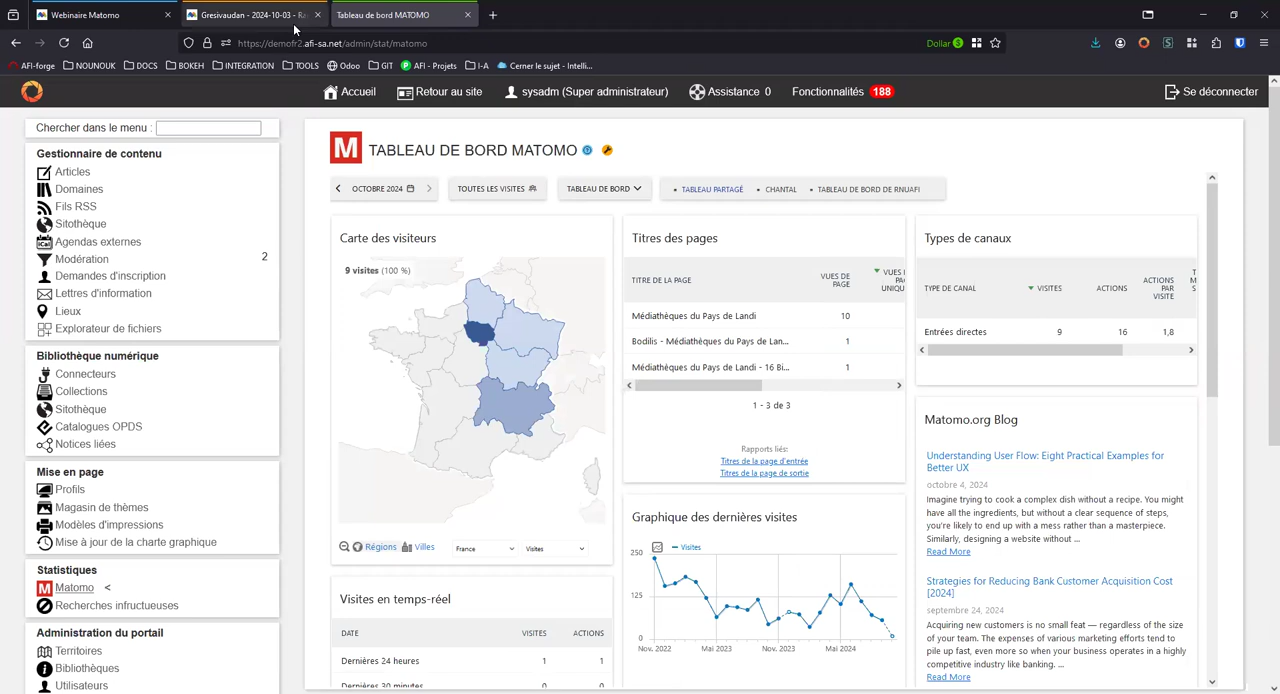 Webinaire Matomo
Gresivaudan - 2024-10-03 - Ra
Tableau de bord MATOMO
https://demofr2.afi-sa.net/admin/stat/matomo
Dollar
AFI-forge
NOUNOUK
DOCS
BOKEH
INTEGRATION
TOOLS
Odoo
GIT
AFI - Projets
I-A
Cerner le sujet - Intelli...
Accueil
Retour au site
sysadm (Super administrateur)
Assistance 0
Fonctionnalités 188
Se déconnecter
Chercher dans le menu :
Gestionnaire de contenu
Articles
Domaines
Fils RSS
Sitothèque
Agendas externes
Modération 2
Demandes d'inscription
Lettres d'information
Lieux
Explorateur de fichiers
Bibliothèque numérique
Connecteurs
Collections
Sitothèque
Catalogues OPDS
Notices liées
Mise en page
Profils
Magasin de thèmes
Modèles d'impressions
Mise à jour de la charte graphique
Statistiques
Matomo <
Recherches infructueuses
Administration du portail
Territoires
Bibliothèques
Utilisateurs
M TABLEAU DE BORD MATOMO
OCTOBRE 2024
TOUTES LES VISITES
TABLEAU DE BORD
TABLEAU PARTAGÉ
CHANTAL
TABLEAU DE BORD DE RNUAFI
Carte des visiteurs
9 visites (100 %)
Régions
Villes
France
Visites
Visites en temps-réel
DATE VISITES ACTIONS
Dernières 24 heures 1 1
Dernières 30 minutes 0 0
Titres des pages
TITRE DE LA PAGE
VUES DE PAGE
Médiathèques du Pays de Landi 10
Bodilis - Médiathèques du Pays de Lan... 1
Médiathèques du Pays de Landi - 16 Bi... 1
1 - 3 de 3
Rapports liés:
Titres de la page d'entrée
Titres de la page de sortie
Graphique des dernières visites
Visites
250
125
0
Nov. 2022 Mai 2023 Nov. 2023 Mai 2024
Types de canaux
TYPE DE CANAL
VISITES
ACTIONS
ACTIONS PAR VISITE
Entrées directes 9 16 1,8
Matomo.org Blog
Understanding User Flow: Eight Practical Examples for
Better UX
octobre 4, 2024
Imagine trying to cook a complex dish without a recipe. You might
have all the ingredients, but without a clear sequence of steps,
you're likely to end up with a mess rather than a masterpiece.
Similarly, designing a website without ...
Read More
Strategies for Reducing Bank Customer Acquisition Cost
[2024]
septembre 24, 2024
Acquiring new customers is no small feat — regardless of the size
of your team. The expenses of various marketing efforts tend to
pile up fast, even more so when your business operates in a highly
competitive industry like banking. ...
Read More